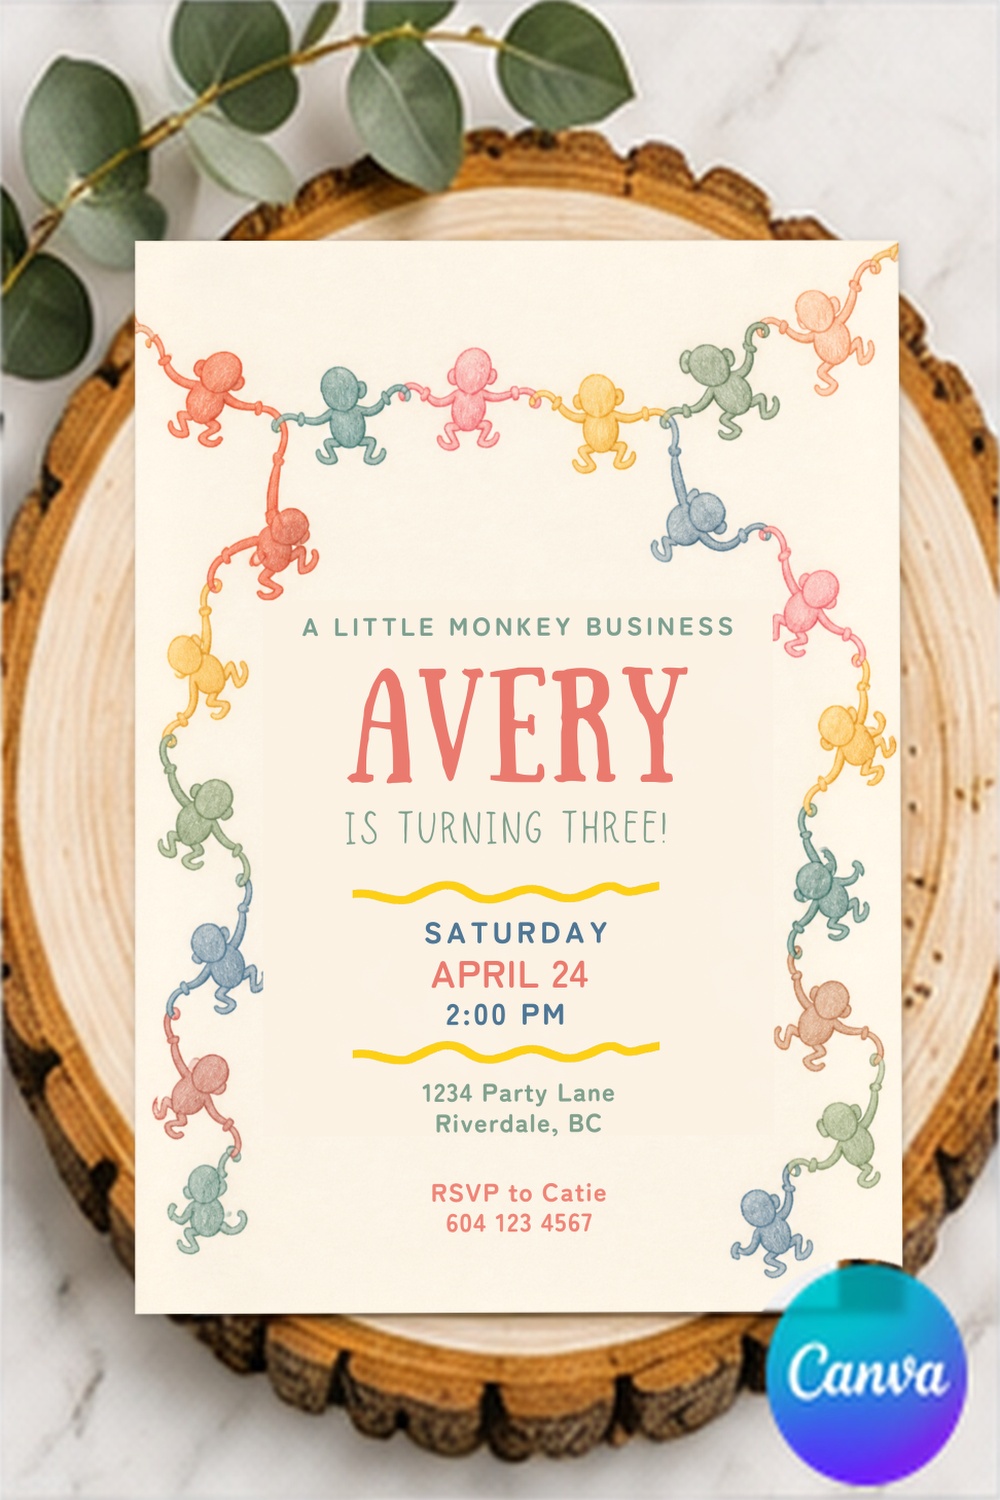 A LITTLE MONKEY BUSINESS
AVERY
IS TURNING THREE!
SATURDAY
APRIL 24
2:00 PM
1234 Party Lane
Riverdale, BC
RSVP to Catie
604 123 4567
Canva